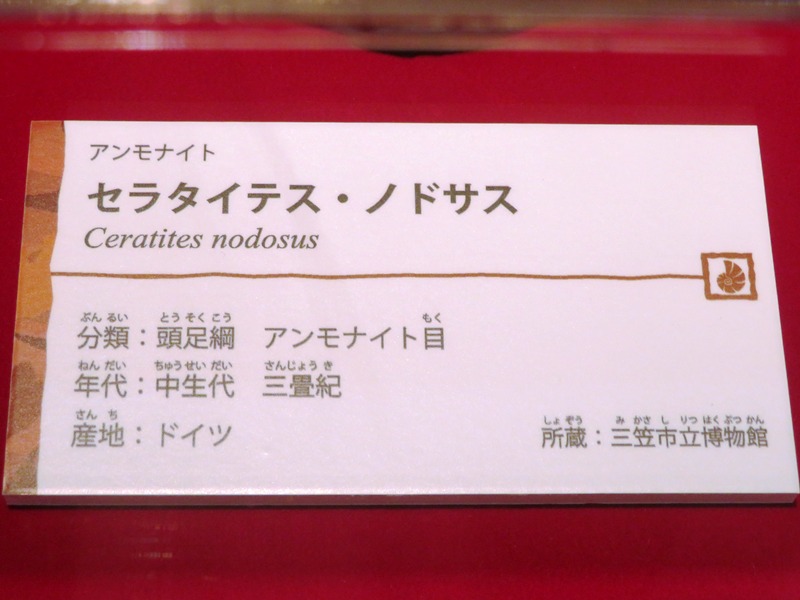 アンモナイト
セラタイテス・ノドサス
Ceratites nodosus
ぶん るい とう そく こう もく
分類：頭足綱　アンモナイト目
ねん だい ちゅう せい だい さんじょう き
年代：中生代　三畳紀
さん ち
産地：ドイツ
しょ ぞう み かさ し りつ はく ぶつ かん
所蔵：三笠市立博物館